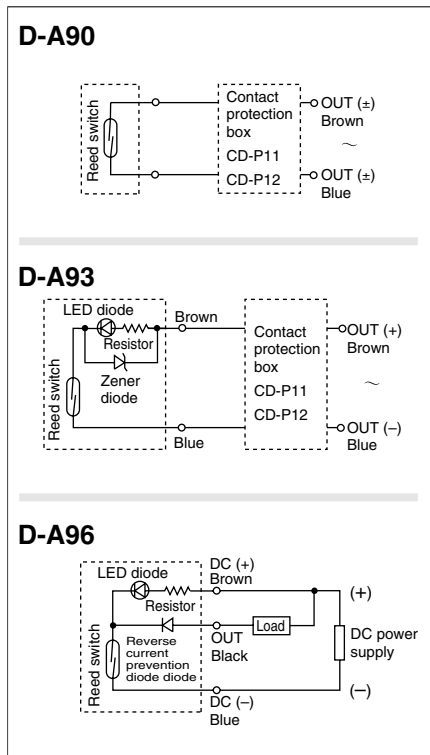 D-A90
Reed switch
Contact
protection
box
CD-P11
CD-P12
OUT (±)
Brown
～
OUT (±)
Blue
D-A93
LED diode
Resistor
Zener
diode
Reed switch
Brown
Blue
Contact
protection
box
CD-P11
CD-P12
OUT (+)
Brown
～
OUT (–)
Blue
D-A96
LED diode
Resistor
Reverse
current
prevention
diode diode
Reed switch
DC (+)
Brown
OUT
Black
Load
DC (–)
Blue
(+)
DC power
supply
(–)